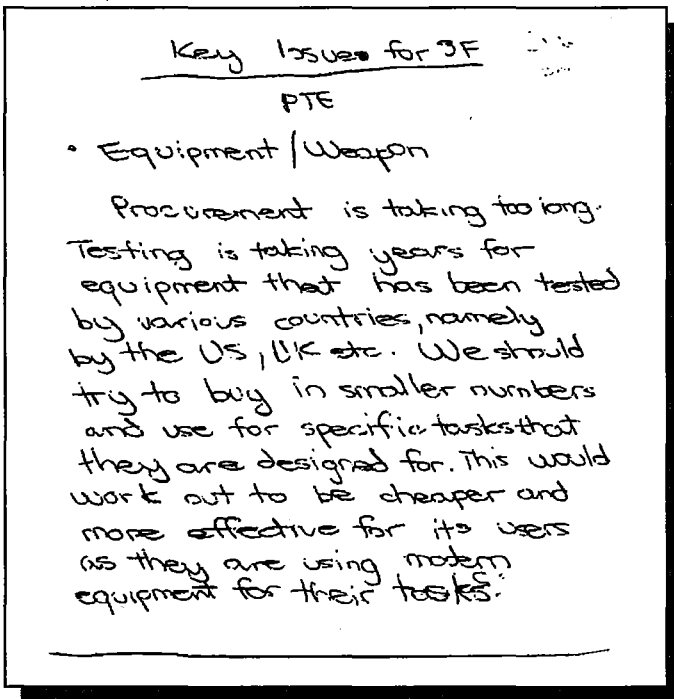 Key Issues for 3F
PTE
• Equipment/Weapon
Procurement is taking too long.
Testing is taking years for
equipment that has been tested
by various countries, namely
by the US, UK etc. We should
try to buy in smaller numbers
and use for specific tasks that
they are designed for. This would
work out to be cheaper and
more effective for its users
as they are using modern
equipment for their tasks.